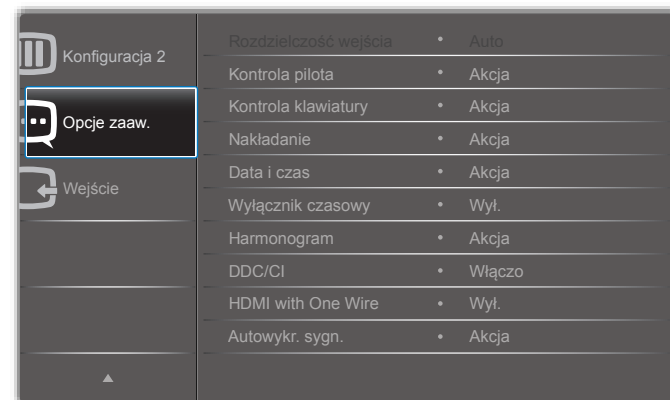 Konfiguracja 2
Opcje zaaw.
Wejście
Rozdzielczość wejścia • Auto
Kontrola pilota • Akcja
Kontrola klawiatury • Akcja
Nakładanie • Akcja
Data i czas • Akcja
Wyłącznik czasowy • Wył.
Harmonogram • Akcja
DDC/CI • Włączo
HDMI with One Wire • Wył.
Autowykr. sygn. • Akcja